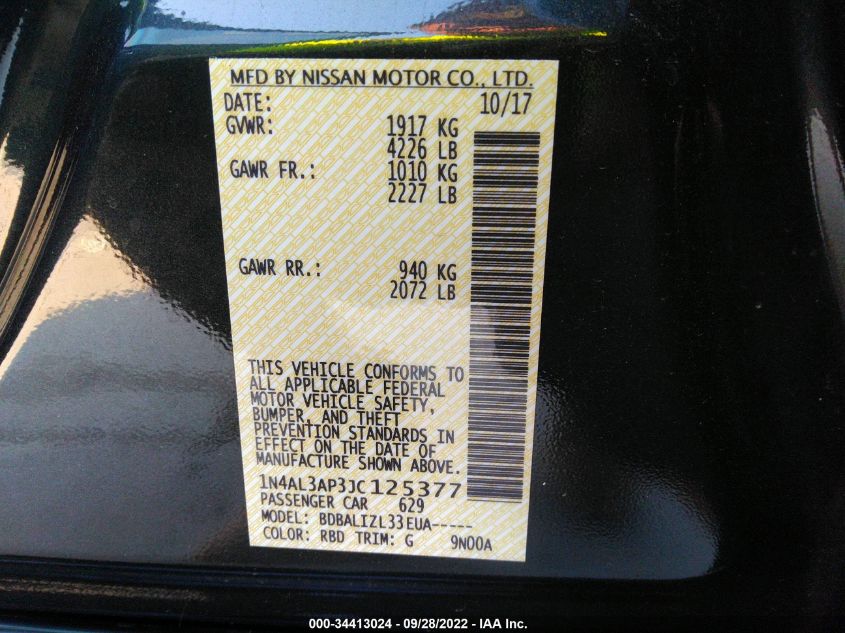 MFD BY NISSAN MOTOR CO., LTD.
DATE: 10/17
GVWR: 1917 KG
4226 LB
GAWR FR.: 1010 KG
2227 LB
GAWR RR.: 940 KG
2072 LB
THIS VEHICLE CONFORMS TO
ALL APPLICABLE FEDERAL
MOTOR VEHICLE SAFETY,
BUMPER, AND THEFT
PREVENTION STANDARDS IN
EFFECT ON THE DATE OF
MANUFACTURE SHOWN ABOVE.
1N4AL3AP3JC125377
PASSENGER CAR 629
MODEL: BDBALIZL33EUA-----
COLOR: RBD TRIM: G 9N00A
000-34413024 - 09/28/2022 - IAA Inc.